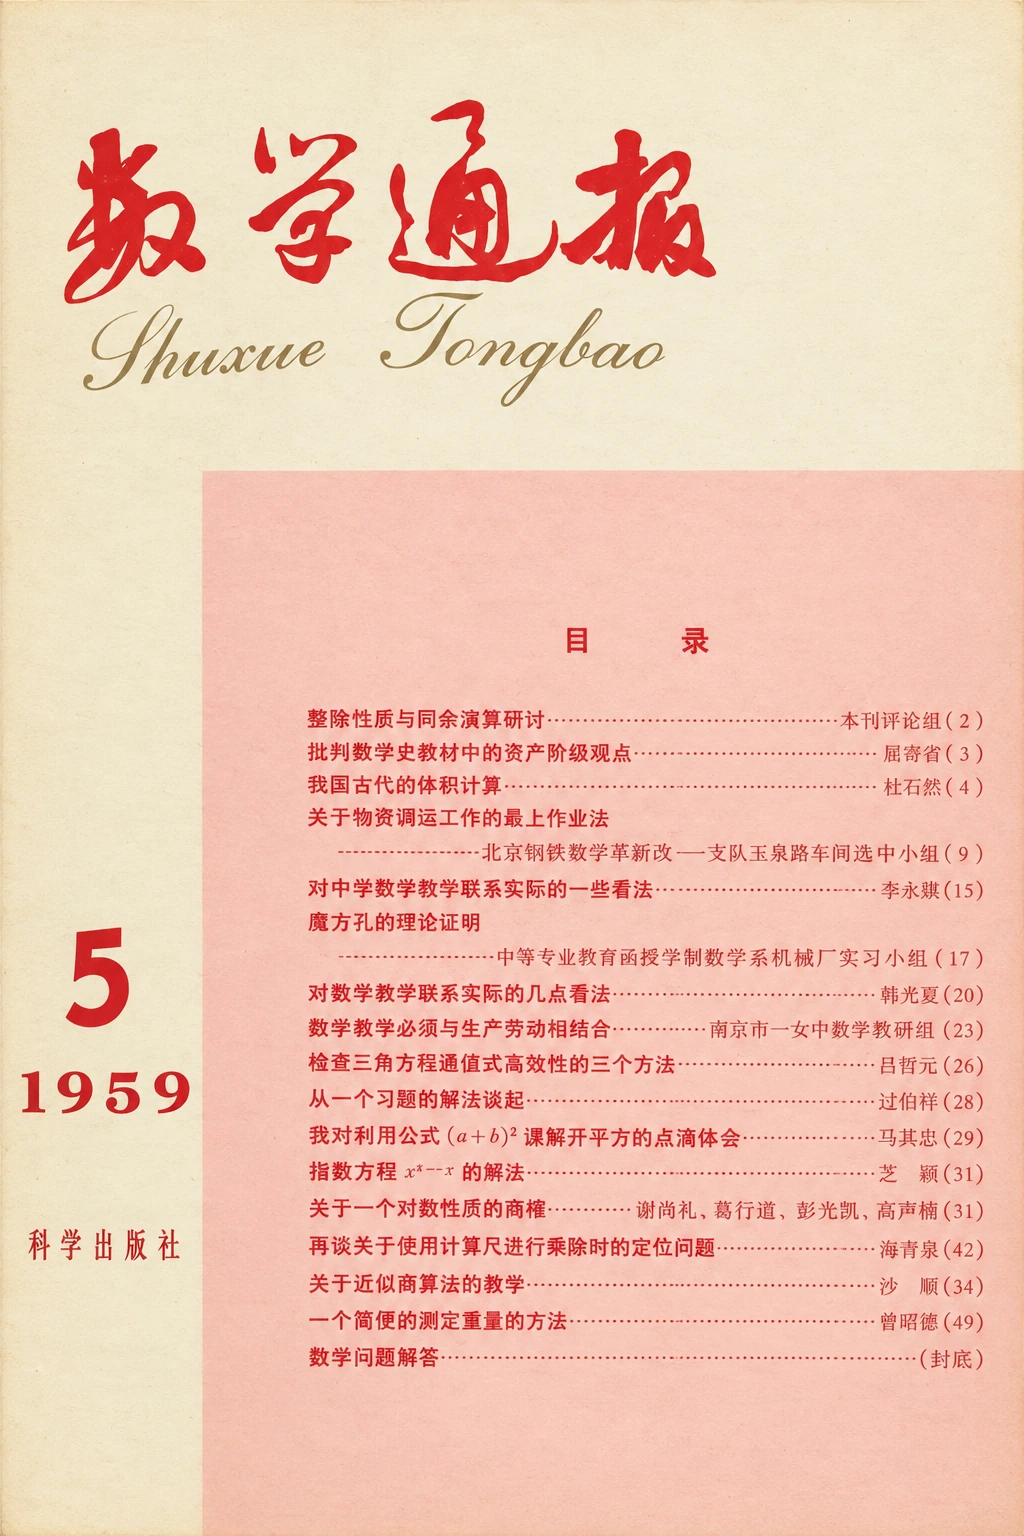 数学通报
Shuxue Tongbao
目 录
整除性质与同余演算研讨……本刊评论组(2)
批判数学史教材中的资产阶级观点……屈寄省(3)
我国古代的体积计算……杜石然(4)
关于物资调运工作的最上作业法
------北京钢铁数学革新改——支队玉泉路车间选中小组(9)
对中学数学教学联系实际的一些看法……李永娸(15)
魔方孔的理论证明
------中等专业教育函授学制数学系机械厂实习小组(17)
对数学教学联系实际的几点看法……韩光夏(20)
数学教学必须与生产劳动相结合……南京市一女中数学教研组(23)
检查三角方程通值式高效性的三个方法……吕哲元(26)
从一个习题的解法谈起……过伯祥(28)
我对利用公式 (a+b)² 课解开平方的点滴体会……马其忠(29)
指数方程 的解法……芝 颖(31)
关于一个对数性质的商榷……谢尚礼、葛行道、彭光凯、高声楠(31)
再谈关于使用计算尺进行乘除时的定位问题……海青泉(42)
关于近似商算法的教学……沙 顺(34)
一个简便的测定重量的方法……曾昭德(49)
数学问题解答……(封底)
5
1959
科学出版社